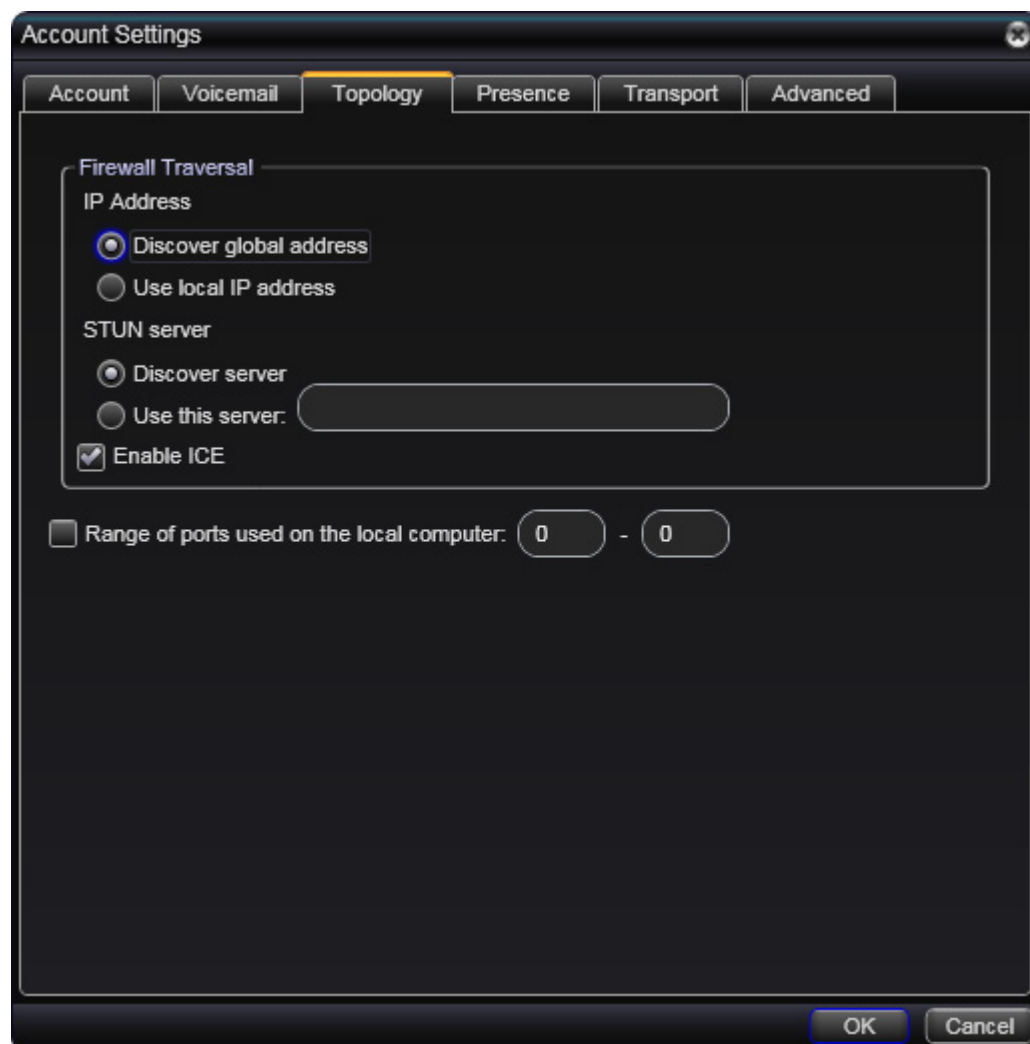 Account Settings
Account Voicemail Topology Presence Transport Advanced
Firewall Traversal
IP Address
Discover global address
Use local IP address
STUN server
Discover server
Use this server:
Enable ICE
Range of ports used on the local computer: 0 - 0
OK Cancel